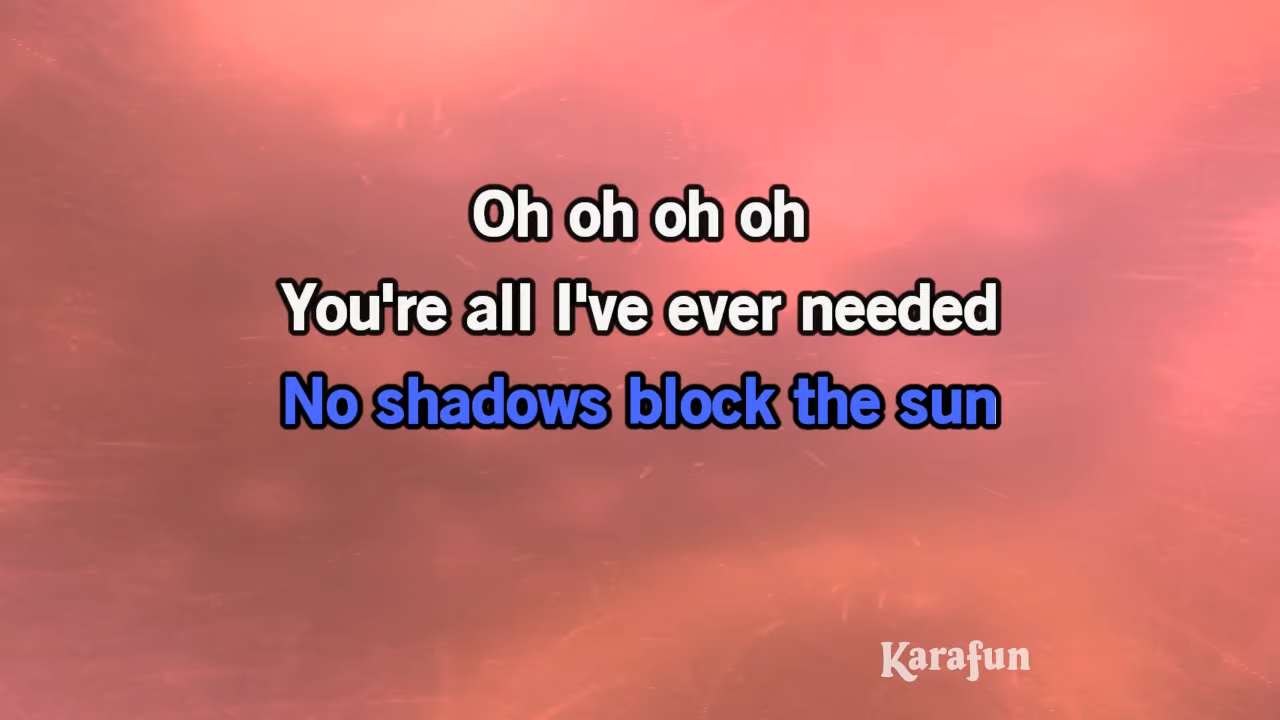 Oh oh oh oh
You're all I've ever needed
No shadows block the sun
Karafun